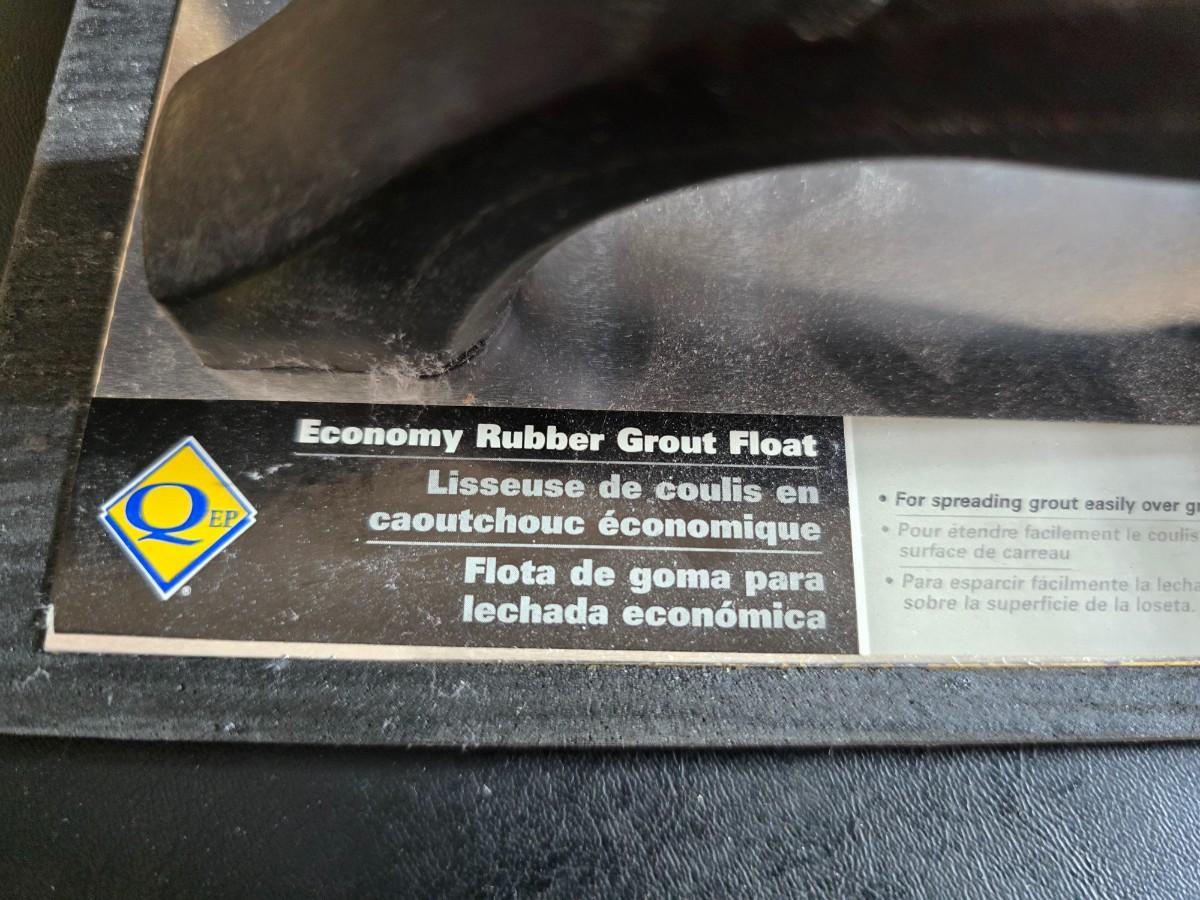 Economy Rubber Grout Float
Lisseuse de coulis en
caoutchouc économique
Flota de goma para
lechada económica
QEP
®
• For spreading grout easily over
• Pour étendre facilement le coulis
surface de carreau
• Para esparcir fácilmente la
sobre la superficie de la loseta.